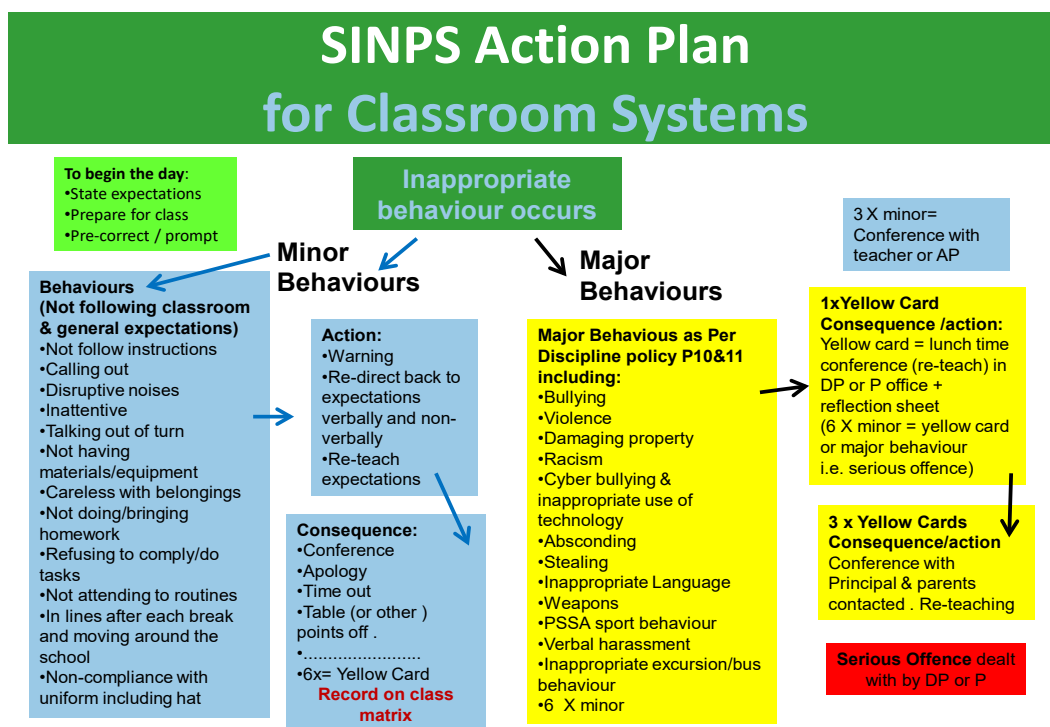 SINPS Action Plan
for Classroom Systems
To begin the day:
•State expectations
•Prepare for class
•Pre-correct / prompt
Inappropriate
behaviour occurs
3 X minor=
Conference with
teacher or AP
Minor
Behaviours
Major
Behaviours
Behaviours
(Not following classroom
& general expectations)
•Not follow instructions
•Calling out
•Disruptive noises
•Inattentive
•Talking out of turn
•Not having
materials/equipment
•Careless with belongings
•Not doing/bringing
homework
•Refusing to comply/do
tasks
•Not attending to routines
•In lines after each break
and moving around the
school
•Non-compliance with
uniform including hat
Action:
•Warning
•Re-direct back to
expectations
verbally and non-
verbally
•Re-teach
expectations
Consequence:
•Conference
•Apology
•Time out
•Table (or other )
points off .
•.......................
•6x= Yellow Card
Record on class
matrix
Major Behavious as Per
Discipline policy P10&11
including:
•Bullying
•Violence
•Damaging property
•Racism
•Cyber bullying &
inappropriate use of
technology
•Absconding
•Stealing
•Inappropriate Language
•Weapons
•PSSA sport behaviour
•Verbal harassment
•Inappropriate excursion/bus
behaviour
•6 X minor
1xYellow Card
Consequence /action:
Yellow card = lunch time
conference (re-teach) in
DP or P office +
reflection sheet
(6 X minor = yellow card
or major behaviour
i.e. serious offence)
3 x Yellow Cards
Consequence/action
Conference with
Principal & parents
contacted . Re-teaching
Serious Offence dealt
with by DP or P